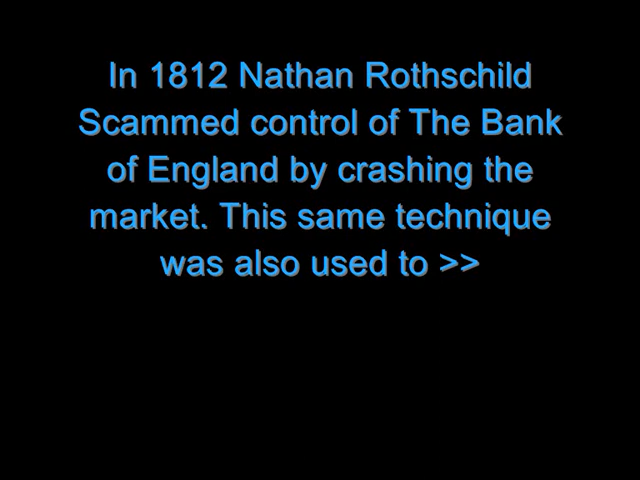 In 1812 Nathan Rothschild
Scammed control of The Bank
of England by crashing the
market. This same technique
was also used to >>